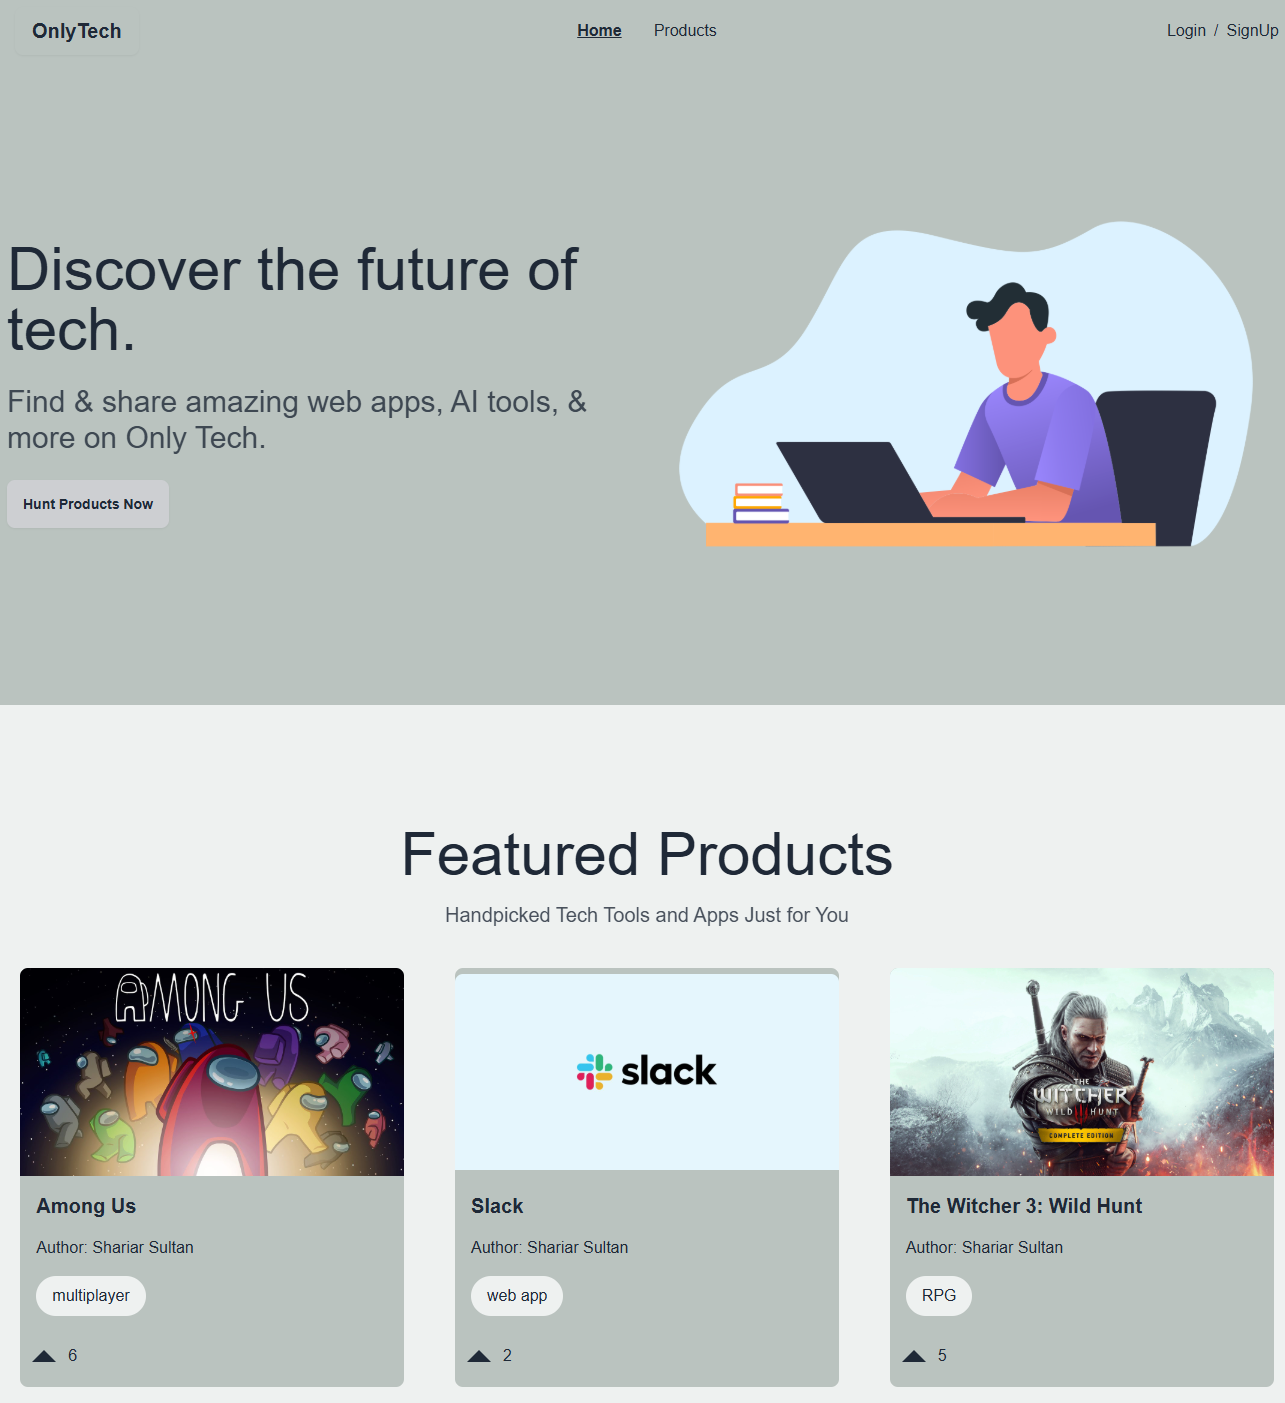 OnlyTech
Home
Products
Login / SignUp
Discover the future of
tech.
Find & share amazing web apps, AI tools, &
more on Only Tech.
Hunt Products Now
Featured Products
Handpicked Tech Tools and Apps Just for You
AMONG US
slack
THE
WITCHER
WILD HUNT
COMPLETE EDITION
Among Us
Author: Shariar Sultan
multiplayer
6
Slack
Author: Shariar Sultan
web app
2
The Witcher 3: Wild Hunt
Author: Shariar Sultan
RPG
5